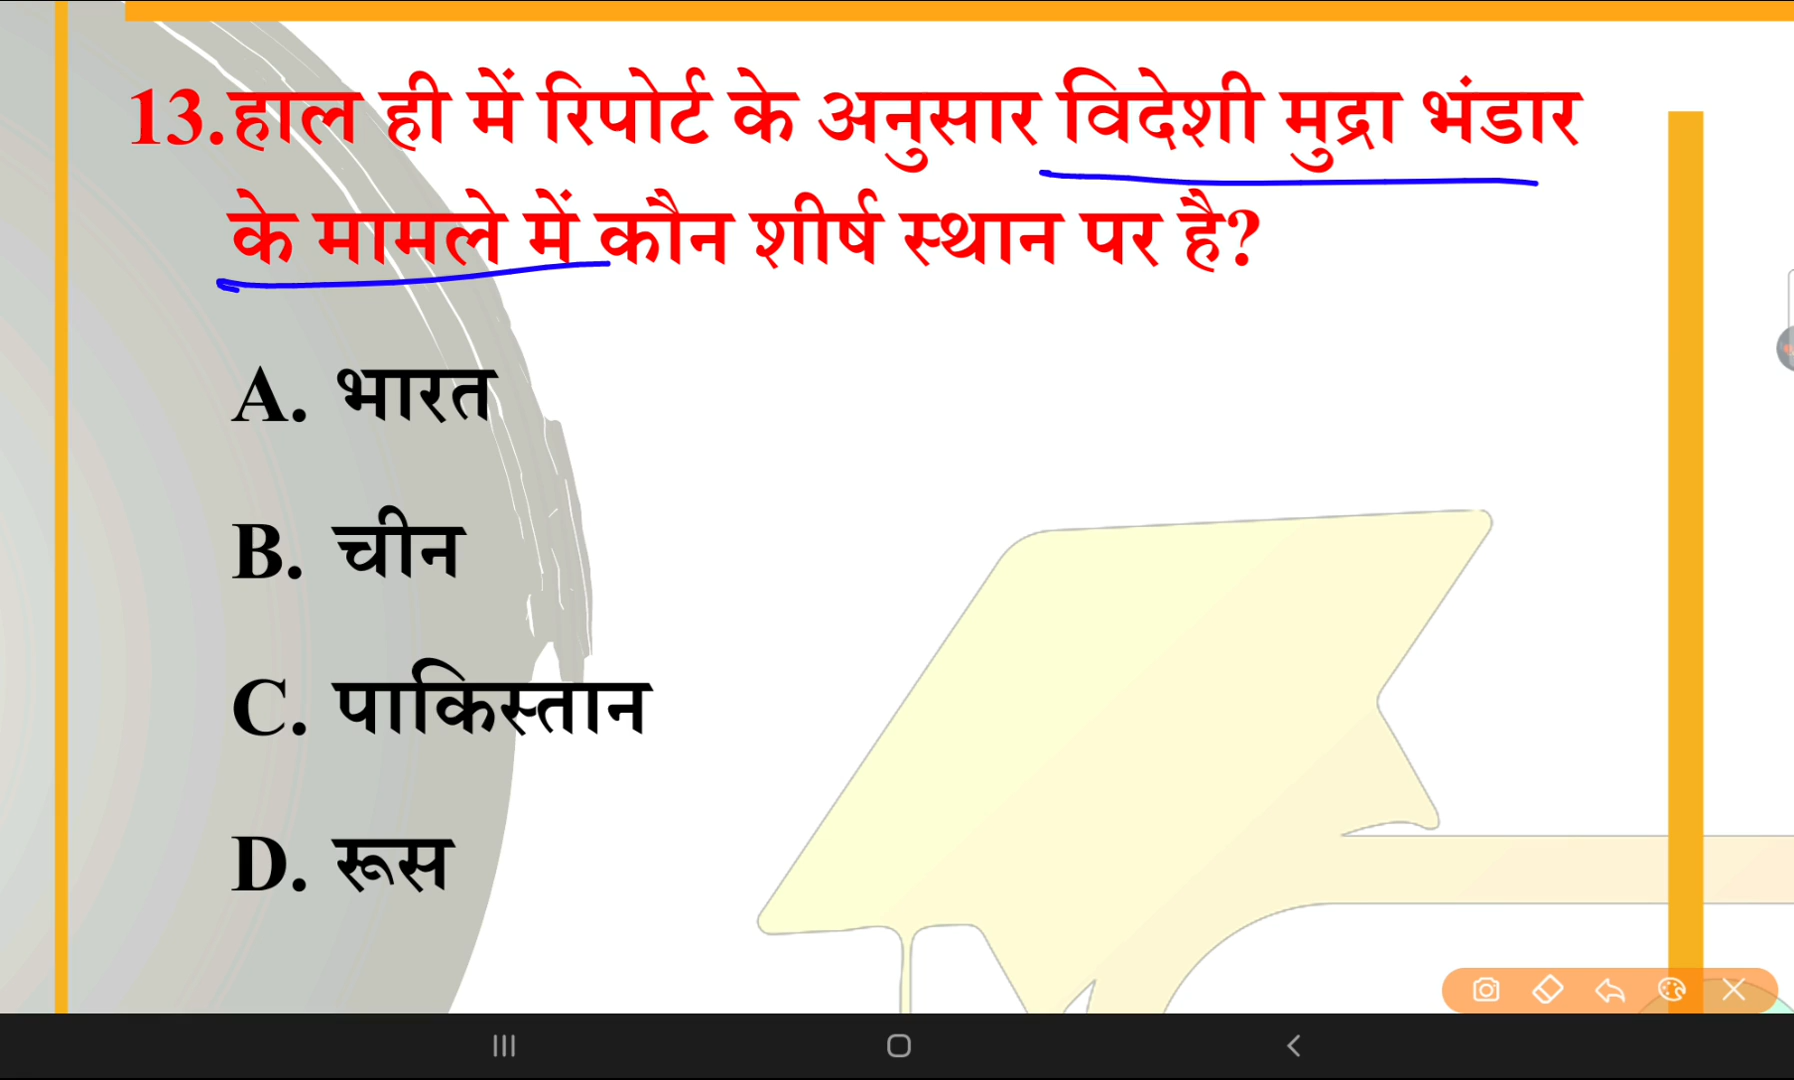 13.हाल ही में रिपोर्ट के अनुसार विदेशी मुद्रा भंडार
के मामले में कौन शीर्ष स्थान पर है?
A. भारत
B. चीन
C. पाकिस्तान
D. रूस